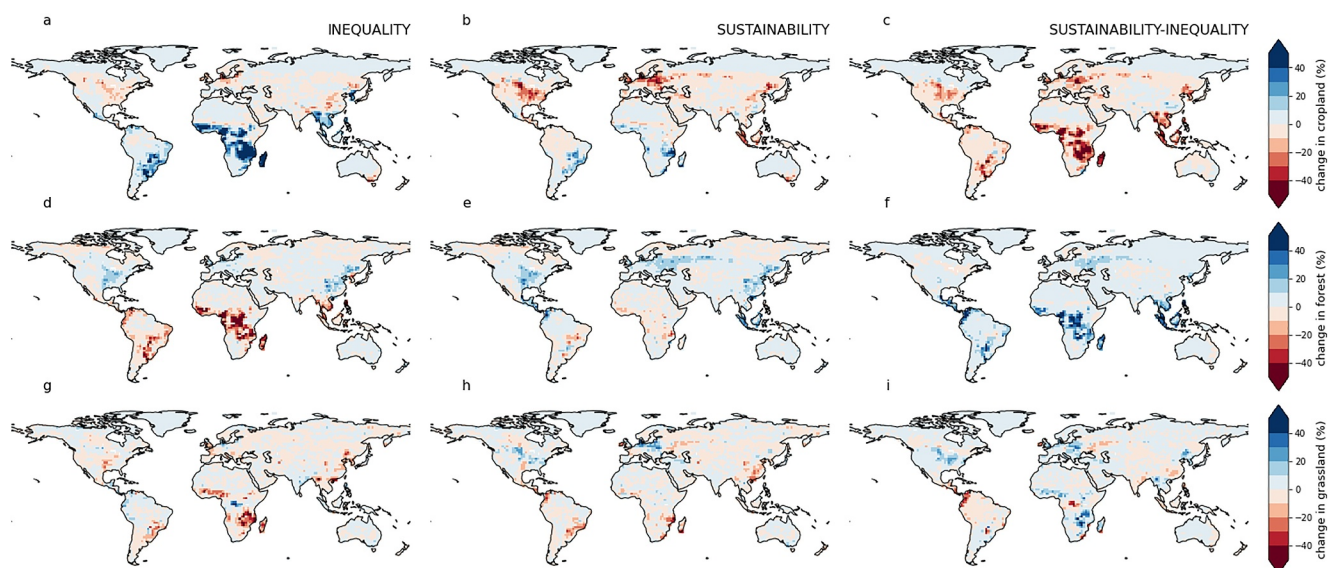 a
INEQUALITY
b
SUSTAINABILITY
c
SUSTAINABILITY-INEQUALITY
40
20
0
−20
−40
change in cropland (%)
d
e
f
40
20
0
−20
−40
change in forest (%)
g
h
i
40
20
0
−20
−40
change in grassland (%)